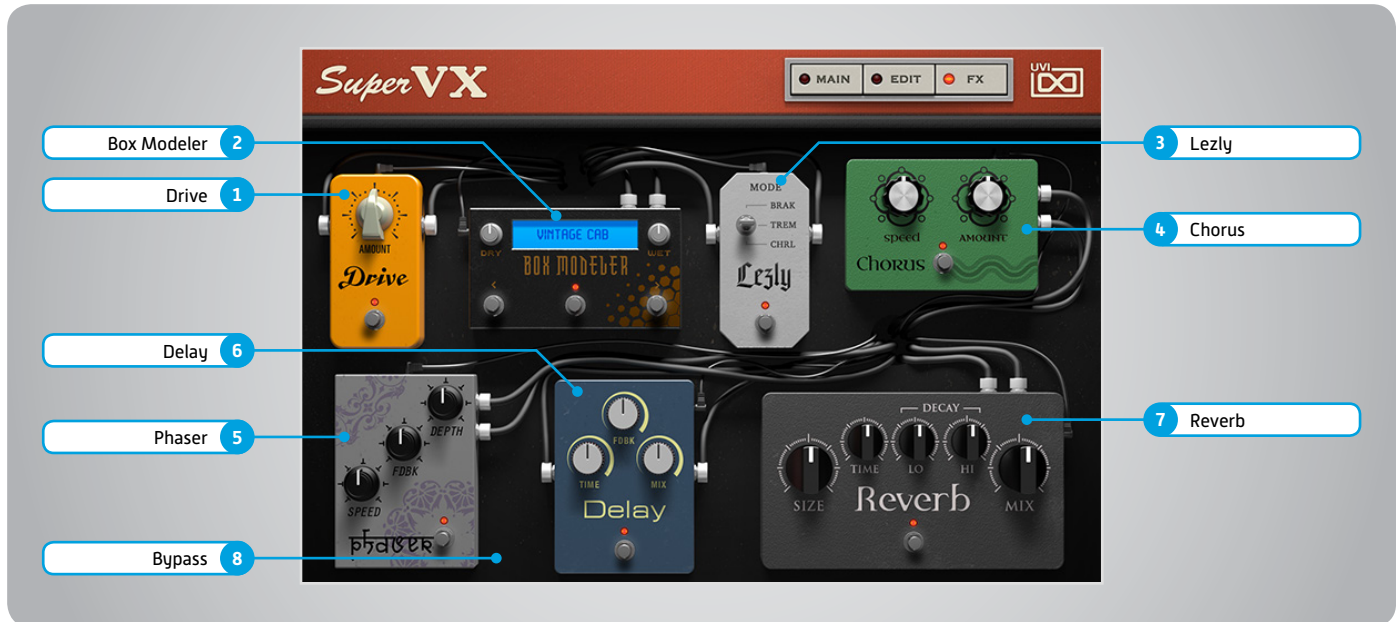 Super VX
MAIN
EDIT
FX
UVI
Box Modeler 2
Drive 1
3 Lezly
4 Chorus
Delay 6
Phaser 5
7 Reverb
Bypass 8
AMOUNT
Drive
VINTAGE CAB
DRY
WET
BOX MODELER
<
>
MODE
BRAK
TREM
CHRL
Lezly
speed
AMOUNT
Chorus
DEPTH
FDBK
SPEED
phaser
FDBK
TIME
MIX
Delay
DECAY
TIME
LO
HI
SIZE
Reverb
MIX